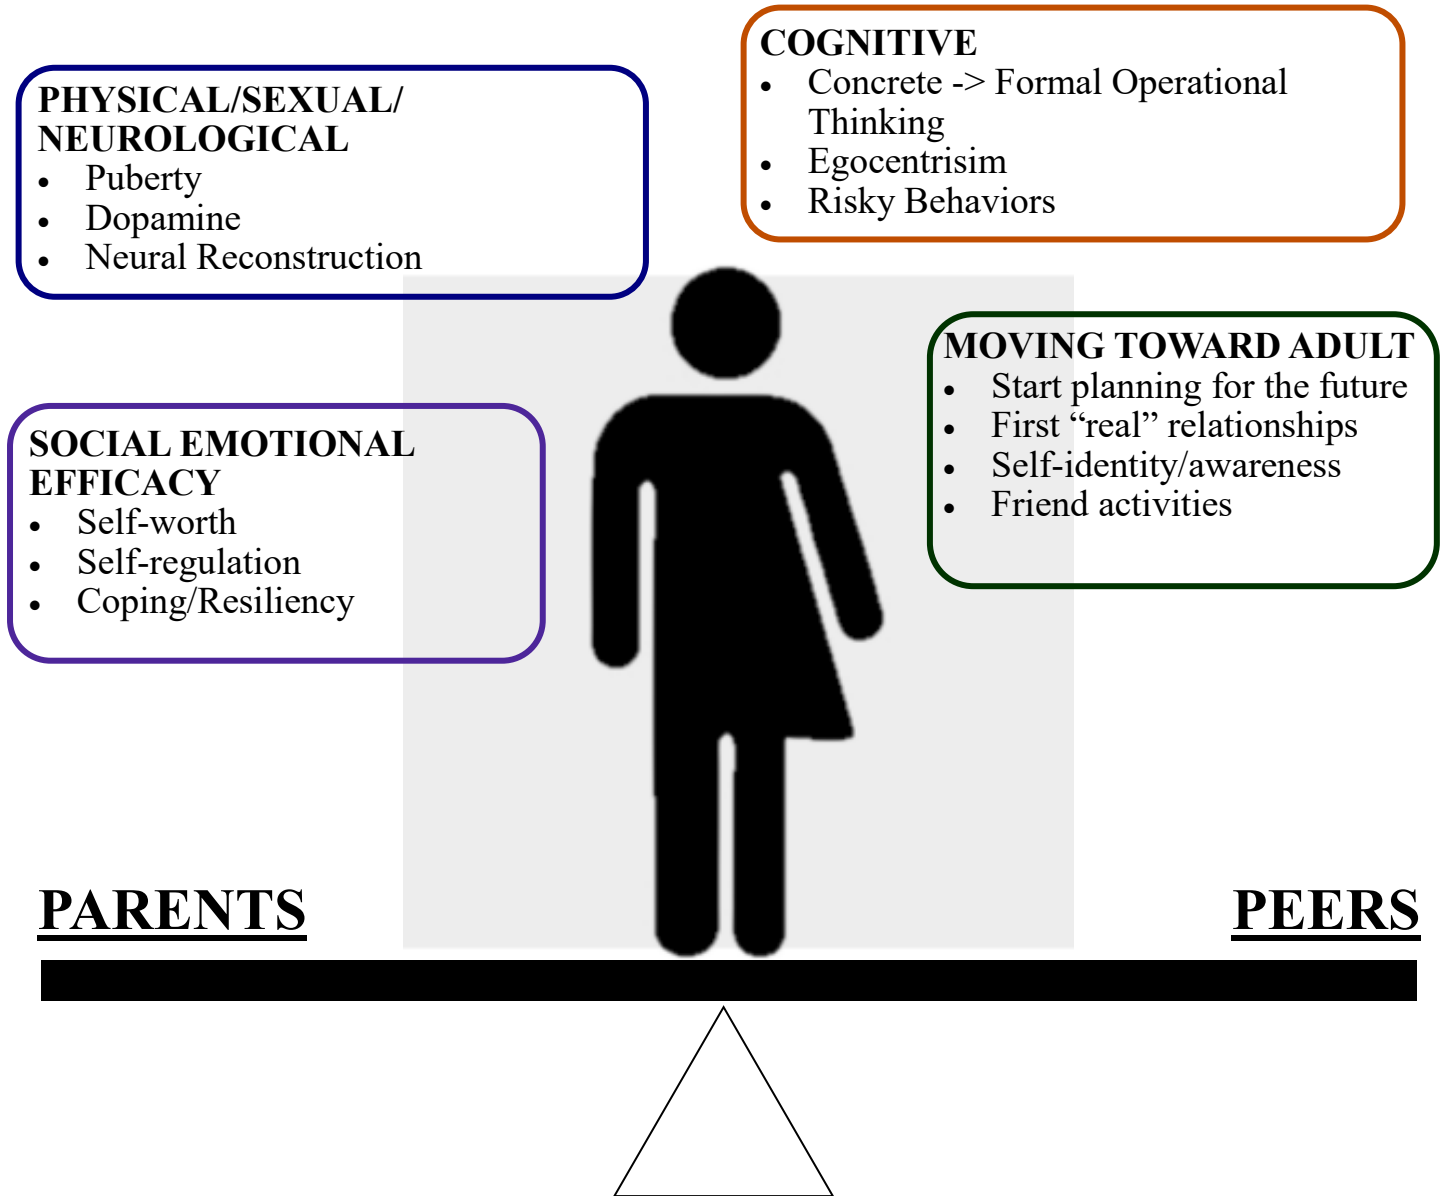 PHYSICAL/SEXUAL/
NEUROLOGICAL
• Puberty
• Dopamine
• Neural Reconstruction
COGNITIVE
• Concrete -> Formal Operational
Thinking
• Egocentrisim
• Risky Behaviors
SOCIAL EMOTIONAL
EFFICACY
• Self-worth
• Self-regulation
• Coping/Resiliency
MOVING TOWARD ADULT
• Start planning for the future
• First “real” relationships
• Self-identity/awareness
• Friend activities
PARENTS
PEERS